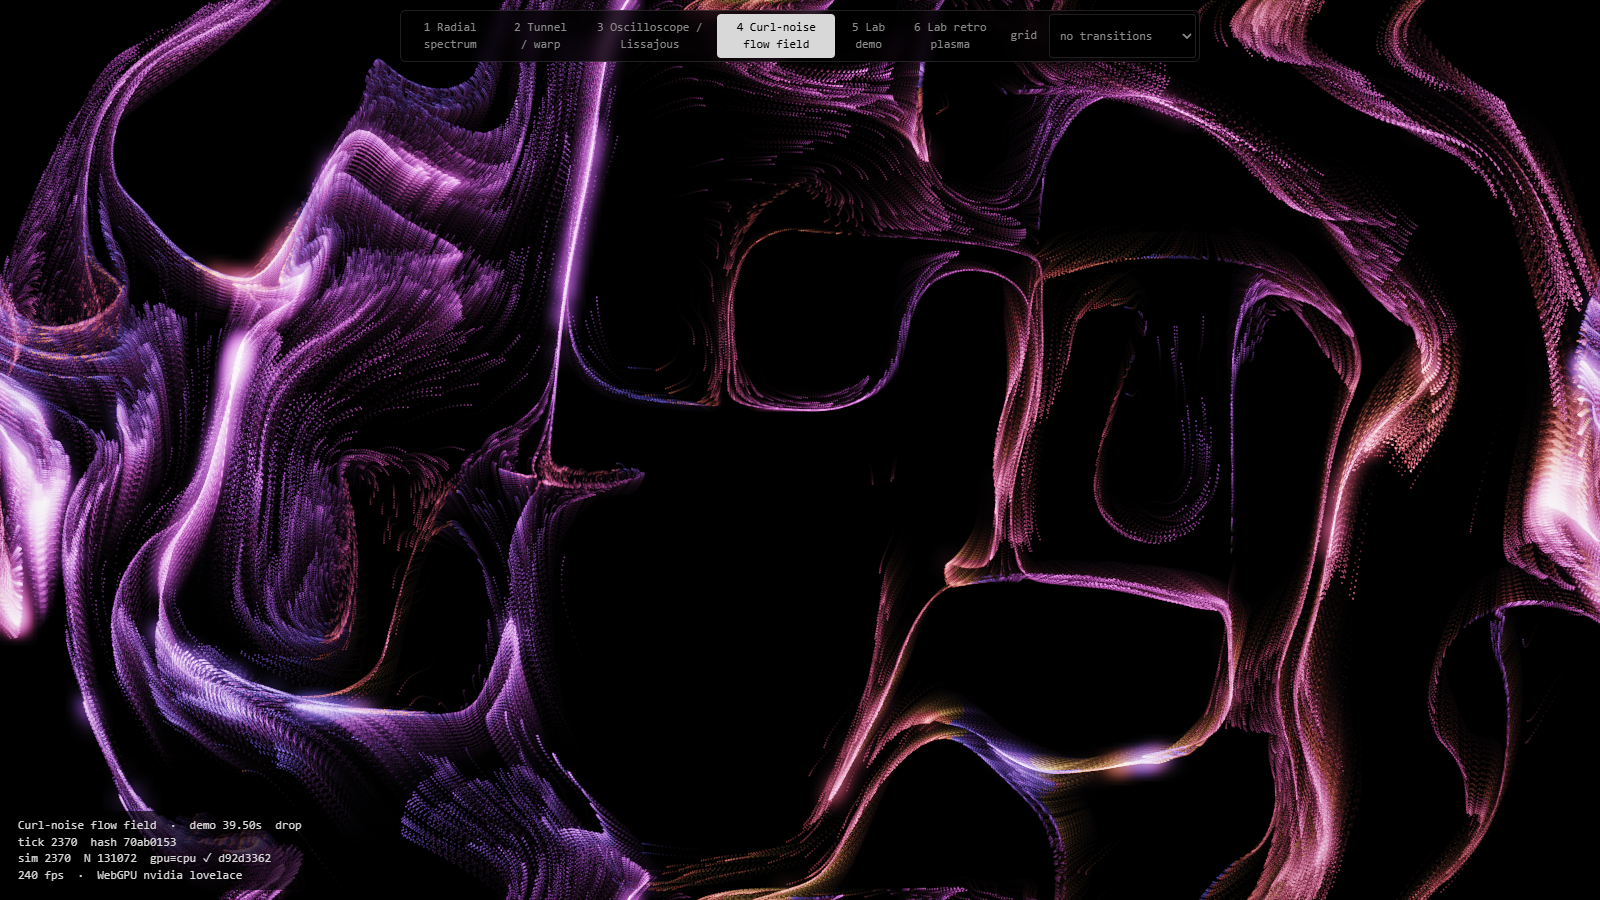 1 Radial spectrum
2 Tunnel / warp
3 Oscilloscope / Lissajous
4 Curl-noise flow field
5 Lab demo
6 Lab retro plasma
grid
no transitions
Curl-noise flow field · demo 39.50s drop
tick 2370 hash 70ab0153
sim 2370 N 131072 gpu≡cpu ✓ d92d3362
240 fps · WebGPU nvidia lovelace